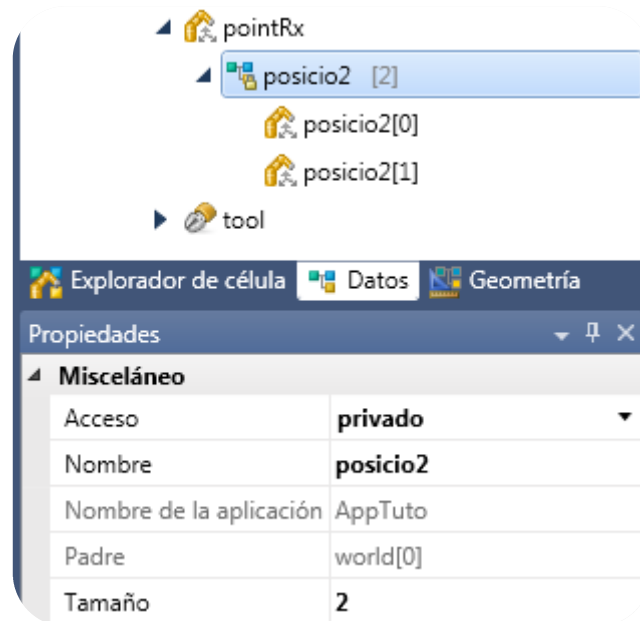 pointRx
posicio2 [2]
posicio2[0]
posicio2[1]
tool
Explorador de célula Datos Geometría
Propiedades
Misceláneo
Acceso privado
Nombre posicio2
Nombre de la aplicación AppTuto
Padre world[0]
Tamaño 2